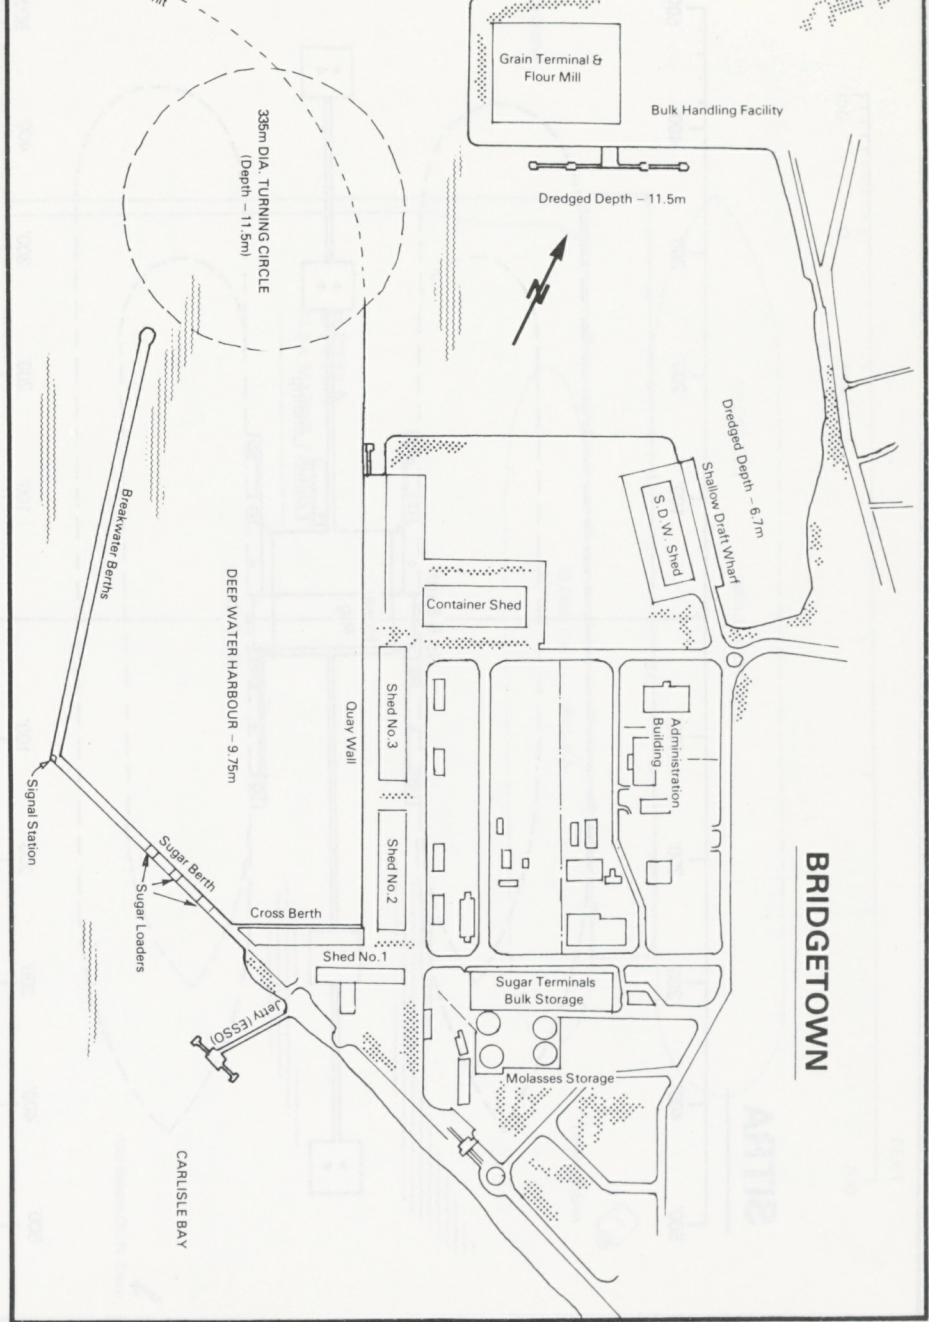 Grain Terminal &
Flour Mill
Bulk Handling Facility
Dredged Depth – 11.5m
335m DIA. TURNING CIRCLE
(Depth – 11.5m)
N
Dredged Depth – 6.7m
Shallow Draft Wharf
S.D.W. Shed
Container Shed
Breakwater Berths
DEEP WATER HARBOUR – 9.75m
Quay Wall
Shed No.3
Administration
Building
Signal Station
Sugar Berth
Sugar Loaders
Shed No.2
BRIDGETOWN
Cross Berth
Shed No.1
Sugar Terminals
Bulk Storage
Jetty (ESSO)
Molasses Storage
CARLISLE BAY